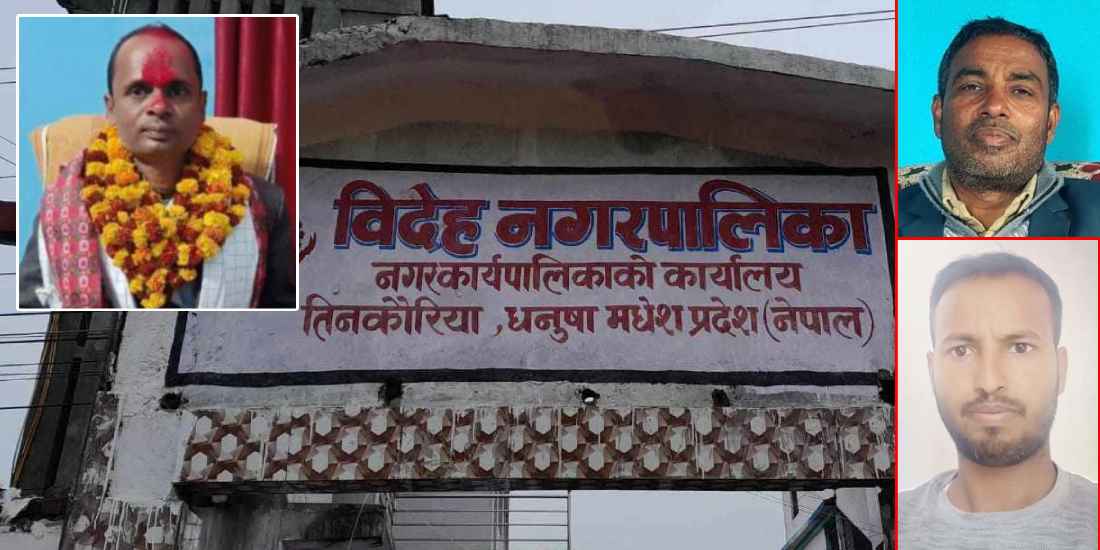 विदेह नगरपालिका
नगरकार्यपालिकाको कार्यालय
तिनकौरिया ,धनुषा मधेश प्रदेश (नेपाल)